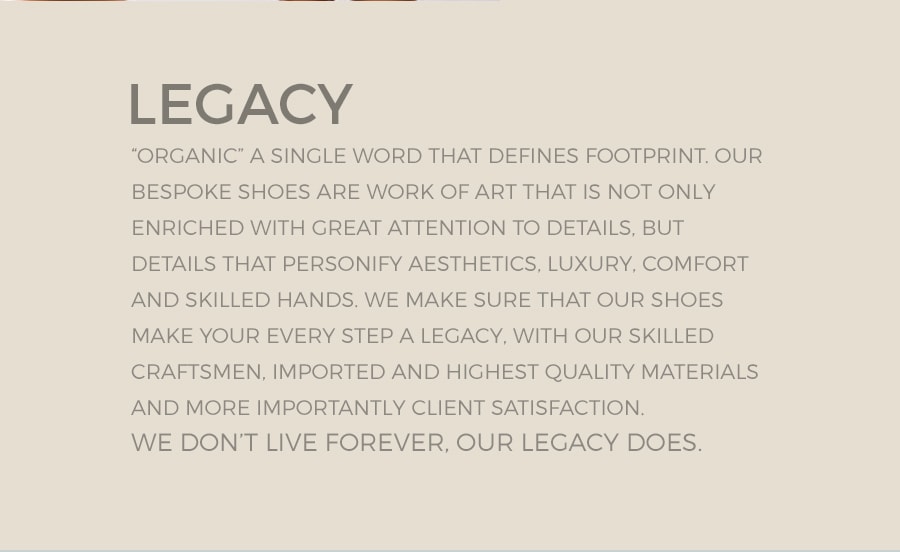 LEGACY
“ORGANIC” A SINGLE WORD THAT DEFINES FOOTPRINT. OUR
BESPOKE SHOES ARE WORK OF ART THAT IS NOT ONLY
ENRICHED WITH GREAT ATTENTION TO DETAILS, BUT
DETAILS THAT PERSONIFY AESTHETICS, LUXURY, COMFORT
AND SKILLED HANDS. WE MAKE SURE THAT OUR SHOES
MAKE YOUR EVERY STEP A LEGACY, WITH OUR SKILLED
CRAFTSMEN, IMPORTED AND HIGHEST QUALITY MATERIALS
AND MORE IMPORTANTLY CLIENT SATISFACTION.
WE DON’T LIVE FOREVER, OUR LEGACY DOES.